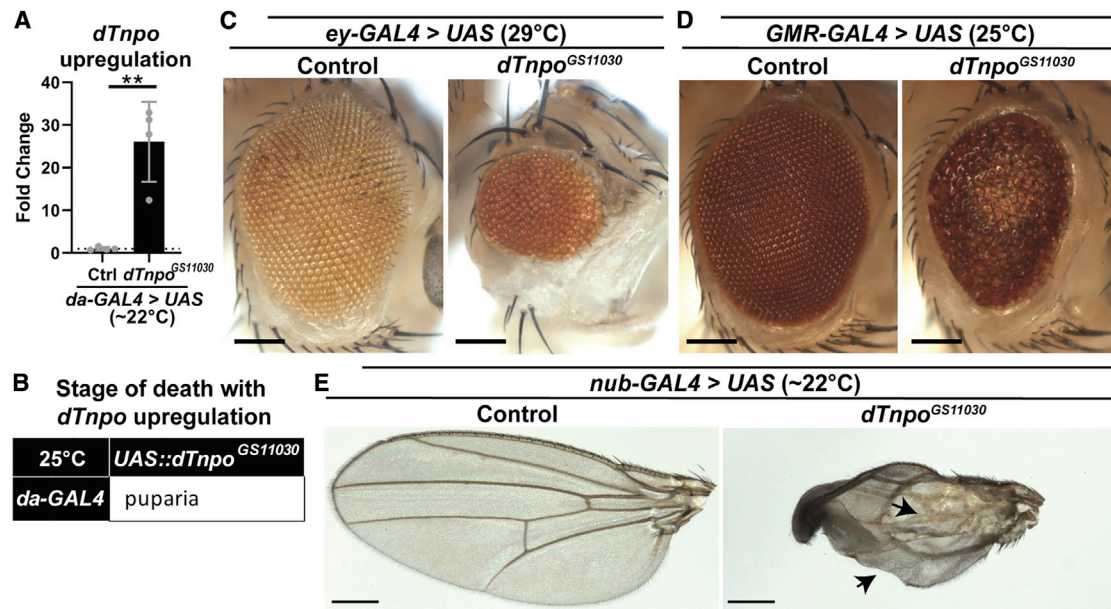 A
dTnpo
upregulation
**
40
30
20
10
0
Fold Change
Ctrl dTnpo^GS11030
da-GAL4 > UAS
(~22°C)
B Stage of death with
dTnpo upregulation
25°C UAS::dTnpo^GS11030
da-GAL4 puparia
C
ey-GAL4 > UAS (29°C)
Control dTnpo^GS11030
D
GMR-GAL4 > UAS (25°C)
Control dTnpo^GS11030
E
nub-GAL4 > UAS (~22°C)
Control dTnpo^GS11030